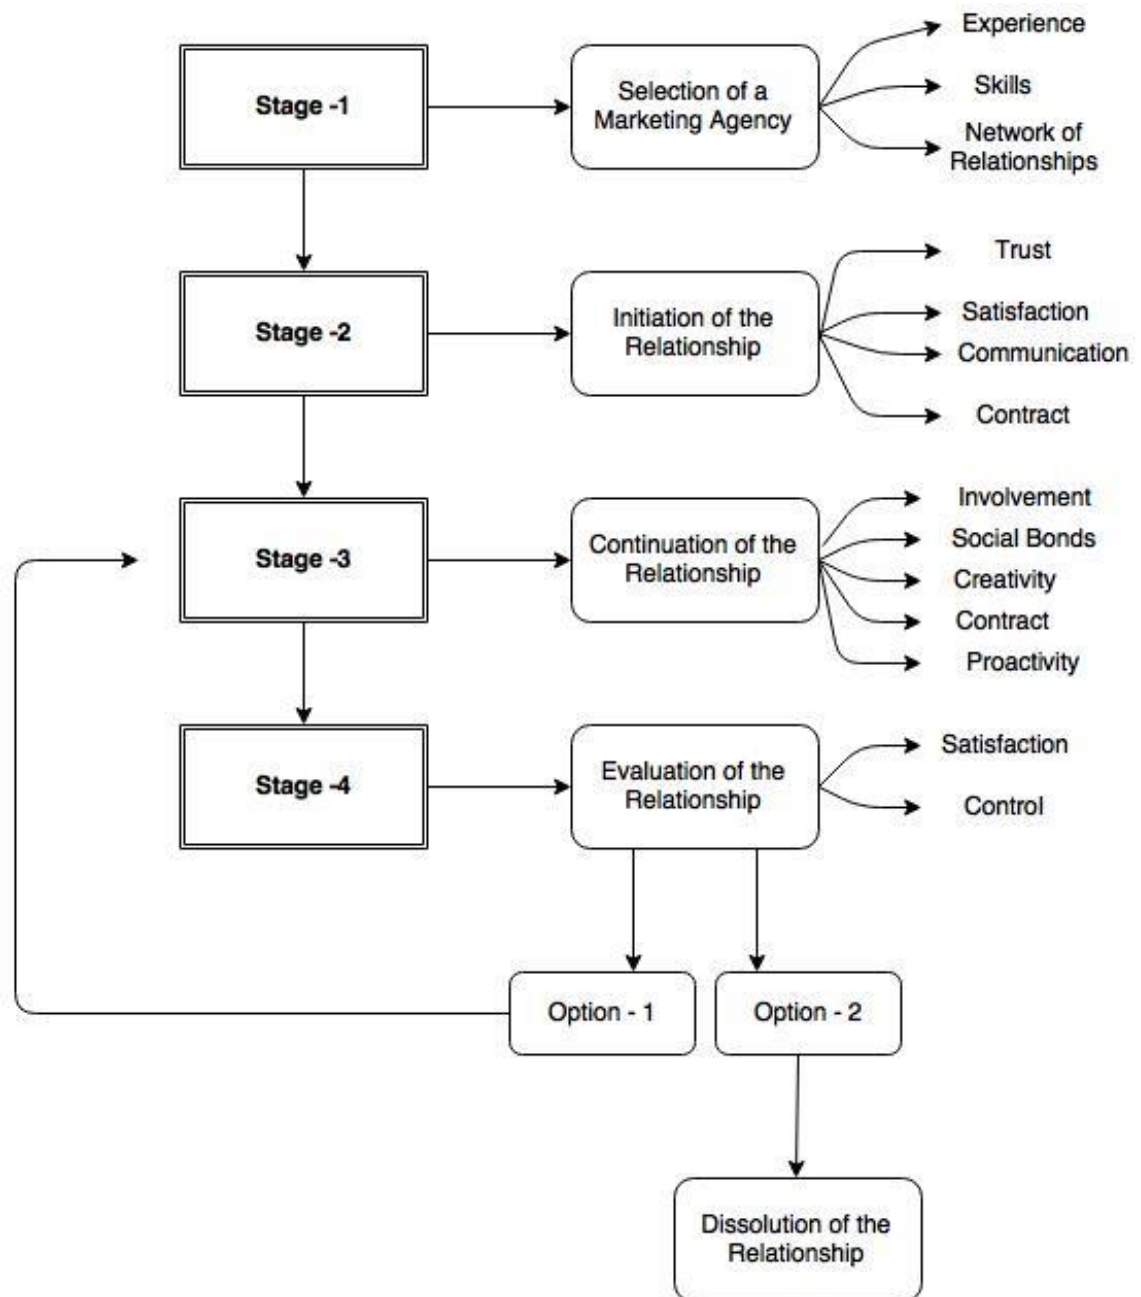 Stage -1
Selection of a
Marketing Agency
Experience
Skills
Network of
Relationships
Stage -2
Initiation of the
Relationship
Trust
Satisfaction
Communication
Contract
Stage -3
Continuation of the
Relationship
Involvement
Social Bonds
Creativity
Contract
Proactivity
Stage -4
Evaluation of the
Relationship
Satisfaction
Control
Option - 1
Option - 2
Dissolution of the
Relationship